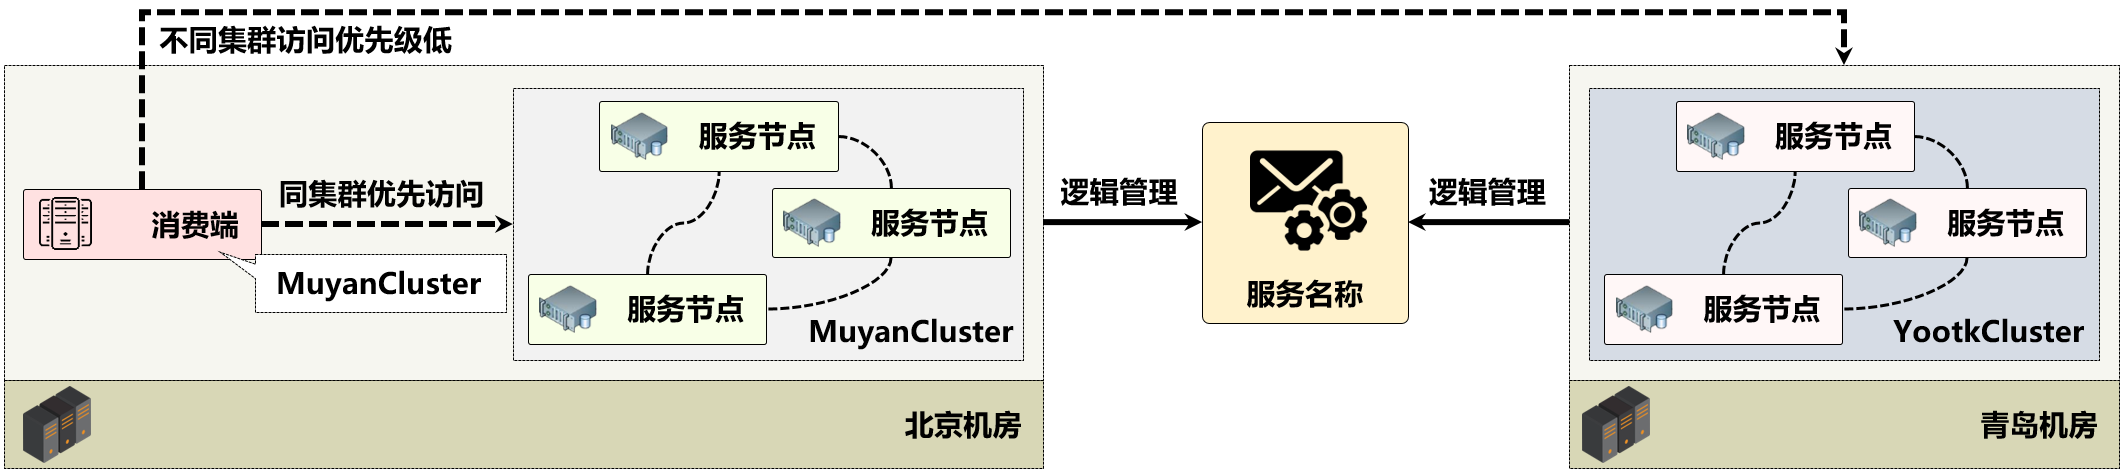 不同集群访问优先级低
消费端
MuyanCluster
同集群优先访问
服务节点
服务节点
服务节点
MuyanCluster
北京机房
逻辑管理
服务名称
逻辑管理
服务节点
服务节点
服务节点
YootkCluster
青岛机房